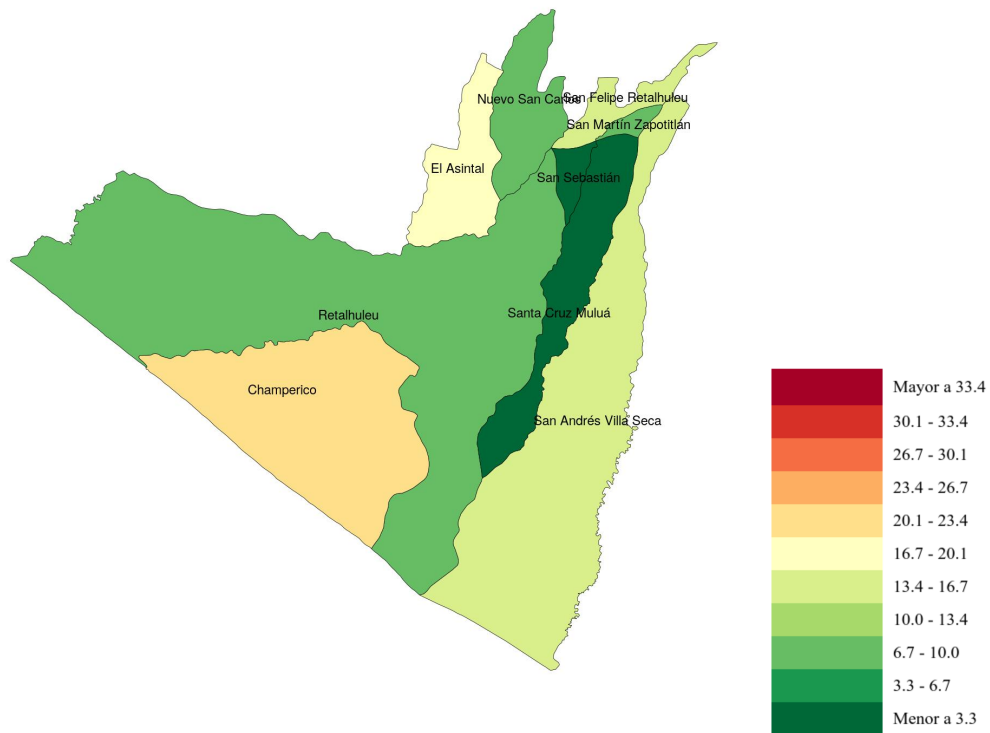 Nuevo San Carlos
San Felipe Retalhuleu
San Martín Zapotitlán
El Asintal
San Sebastián
Santa Cruz Muluá
Retalhuleu
Champerico
San Andrés Villa Seca
Mayor a 33.4
30.1 - 33.4
26.7 - 30.1
23.4 - 26.7
20.1 - 23.4
16.7 - 20.1
13.4 - 16.7
10.0 - 13.4
6.7 - 10.0
3.3 - 6.7
Menor a 3.3